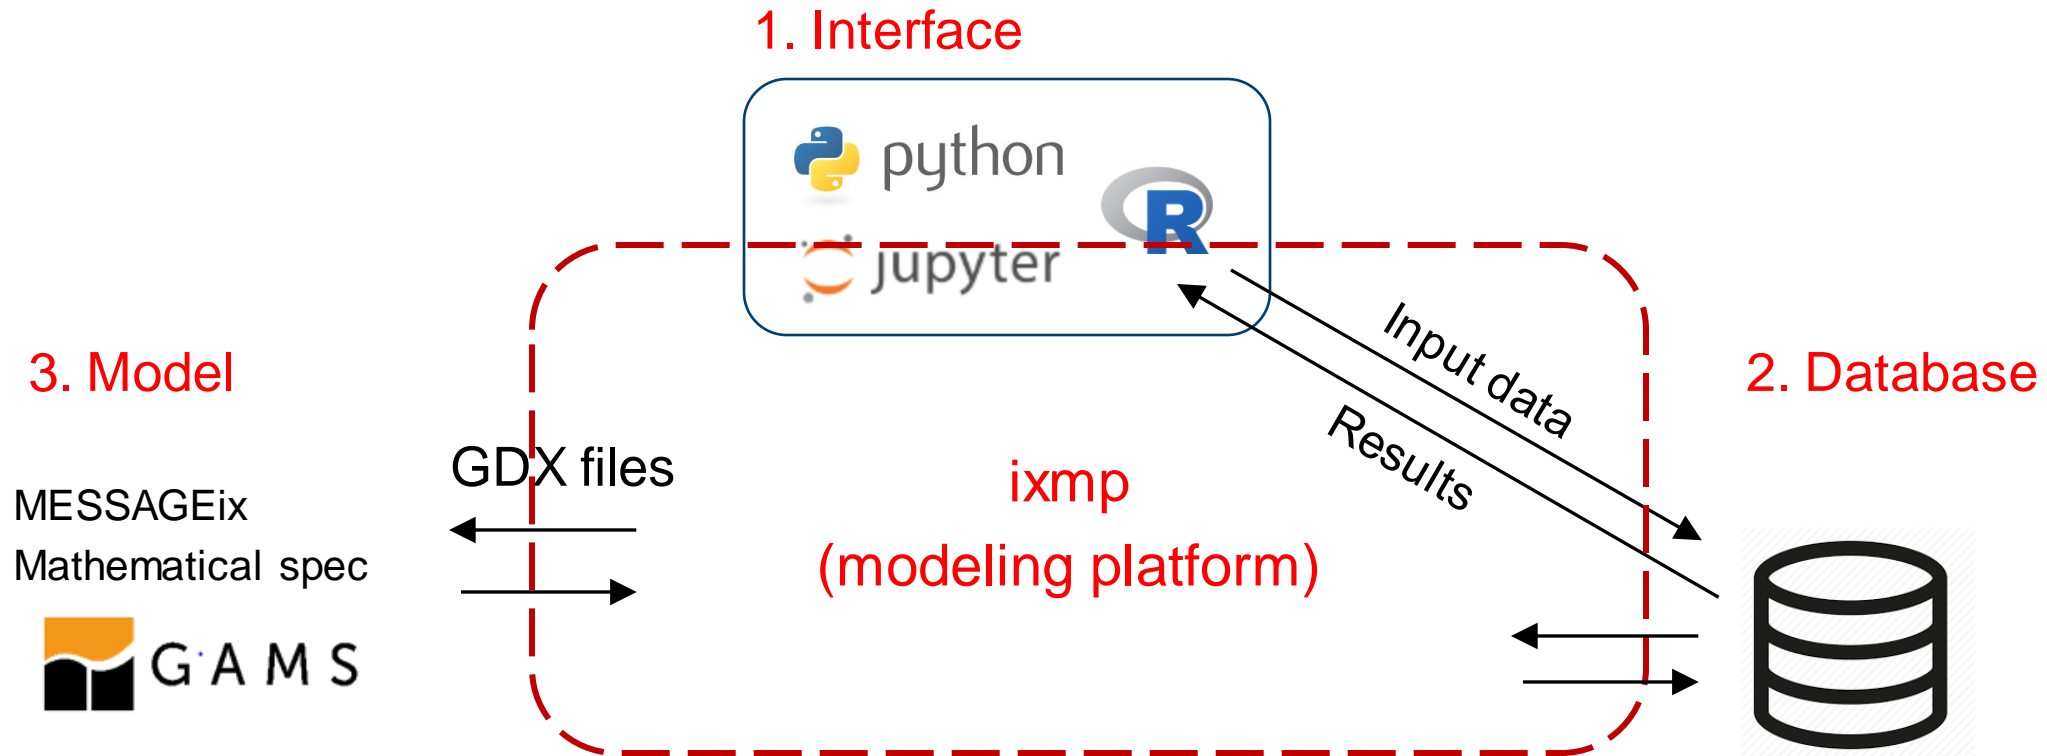 1. Interface
python
R
jupyter
Input data
Results
3. Model
2. Database
GDX files
MESSAGEix
Mathematical spec
GAMS
ixmp
(modeling platform)